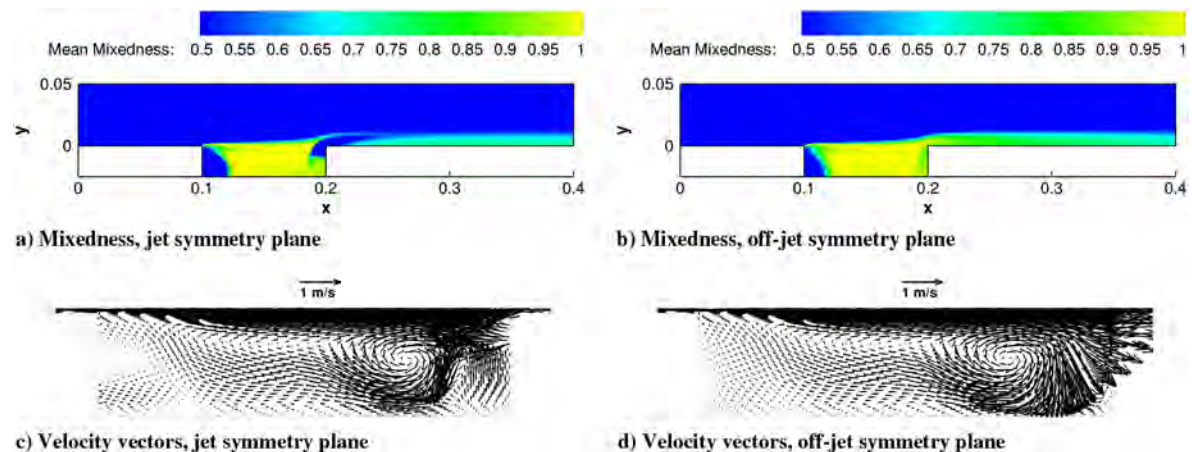 Mean Mixedness: 0.5 0.55 0.6 0.65 0.7 0.75 0.8 0.85 0.9 0.95 1
0.05
y
0
0 0.1 0.2 0.3 0.4
x
a) Mixedness, jet symmetry plane
Mean Mixedness: 0.5 0.55 0.6 0.65 0.7 0.75 0.8 0.85 0.9 0.95 1
0.05
y
0
0 0.1 0.2 0.3 0.4
x
b) Mixedness, off-jet symmetry plane
1 m/s
c) Velocity vectors, jet symmetry plane
1 m/s
d) Velocity vectors, off-jet symmetry plane